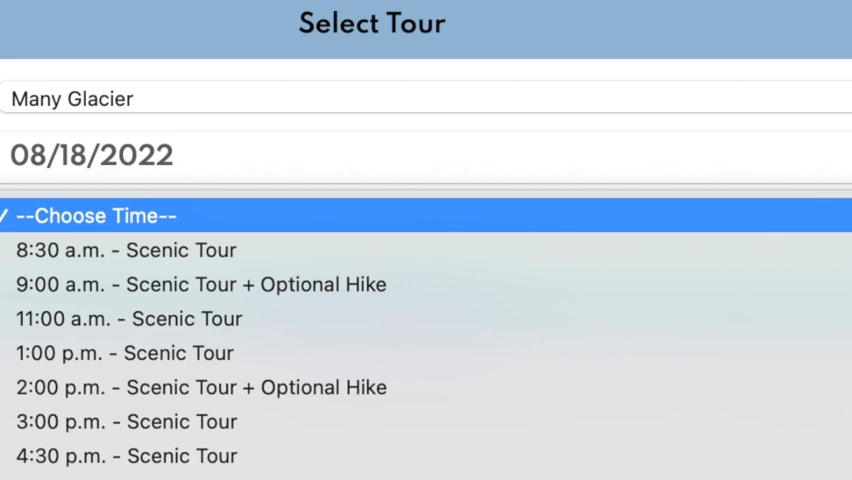 Select Tour
Many Glacier
08/18/2022
✓ --Choose Time--
8:30 a.m. - Scenic Tour
9:00 a.m. - Scenic Tour + Optional Hike
11:00 a.m. - Scenic Tour
1:00 p.m. - Scenic Tour
2:00 p.m. - Scenic Tour + Optional Hike
3:00 p.m. - Scenic Tour
4:30 p.m. - Scenic Tour